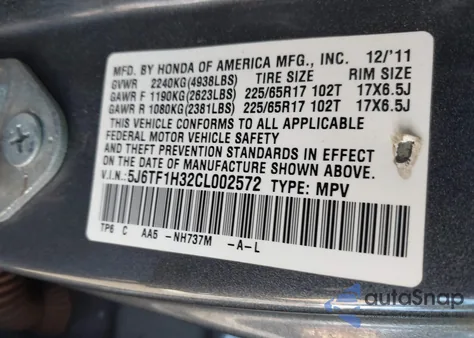 MFD. BY HONDA OF AMERICA MFG., INC. 12/'11
GVWR 2240KG(4938LBS) TIRE SIZE RIM SIZE
GAWR F 1190KG(2623LBS) 225/65R17 102T 17X6.5J
GAWR R 1080KG(2381LBS) 225/65R17 102T 17X6.5J
THIS VEHICLE CONFORMS TO ALL APPLICABLE
FEDERAL MOTOR VEHICLE SAFETY, BUMPER,
AND THEFT PREVENTION STANDARDS IN EFFECT
ON THE DATE OF MANUFACTURE SHOWN ABOVE.
V.I.N.: 5J6TF1H32CL002572 TYPE: MPV
TP6 C AA5 -NH737M -A-L
autoSnap